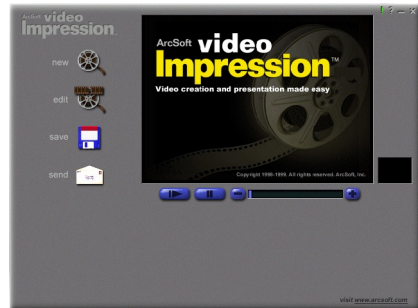 ArcSoft video
Impression
new
edit
save
send
ArcSoft video
Impression™
Video creation and presentation made easy
Copyright 1998-1999. All rights reserved. ArcSoft, Inc.
? – ×
visit www.arcsoft.com